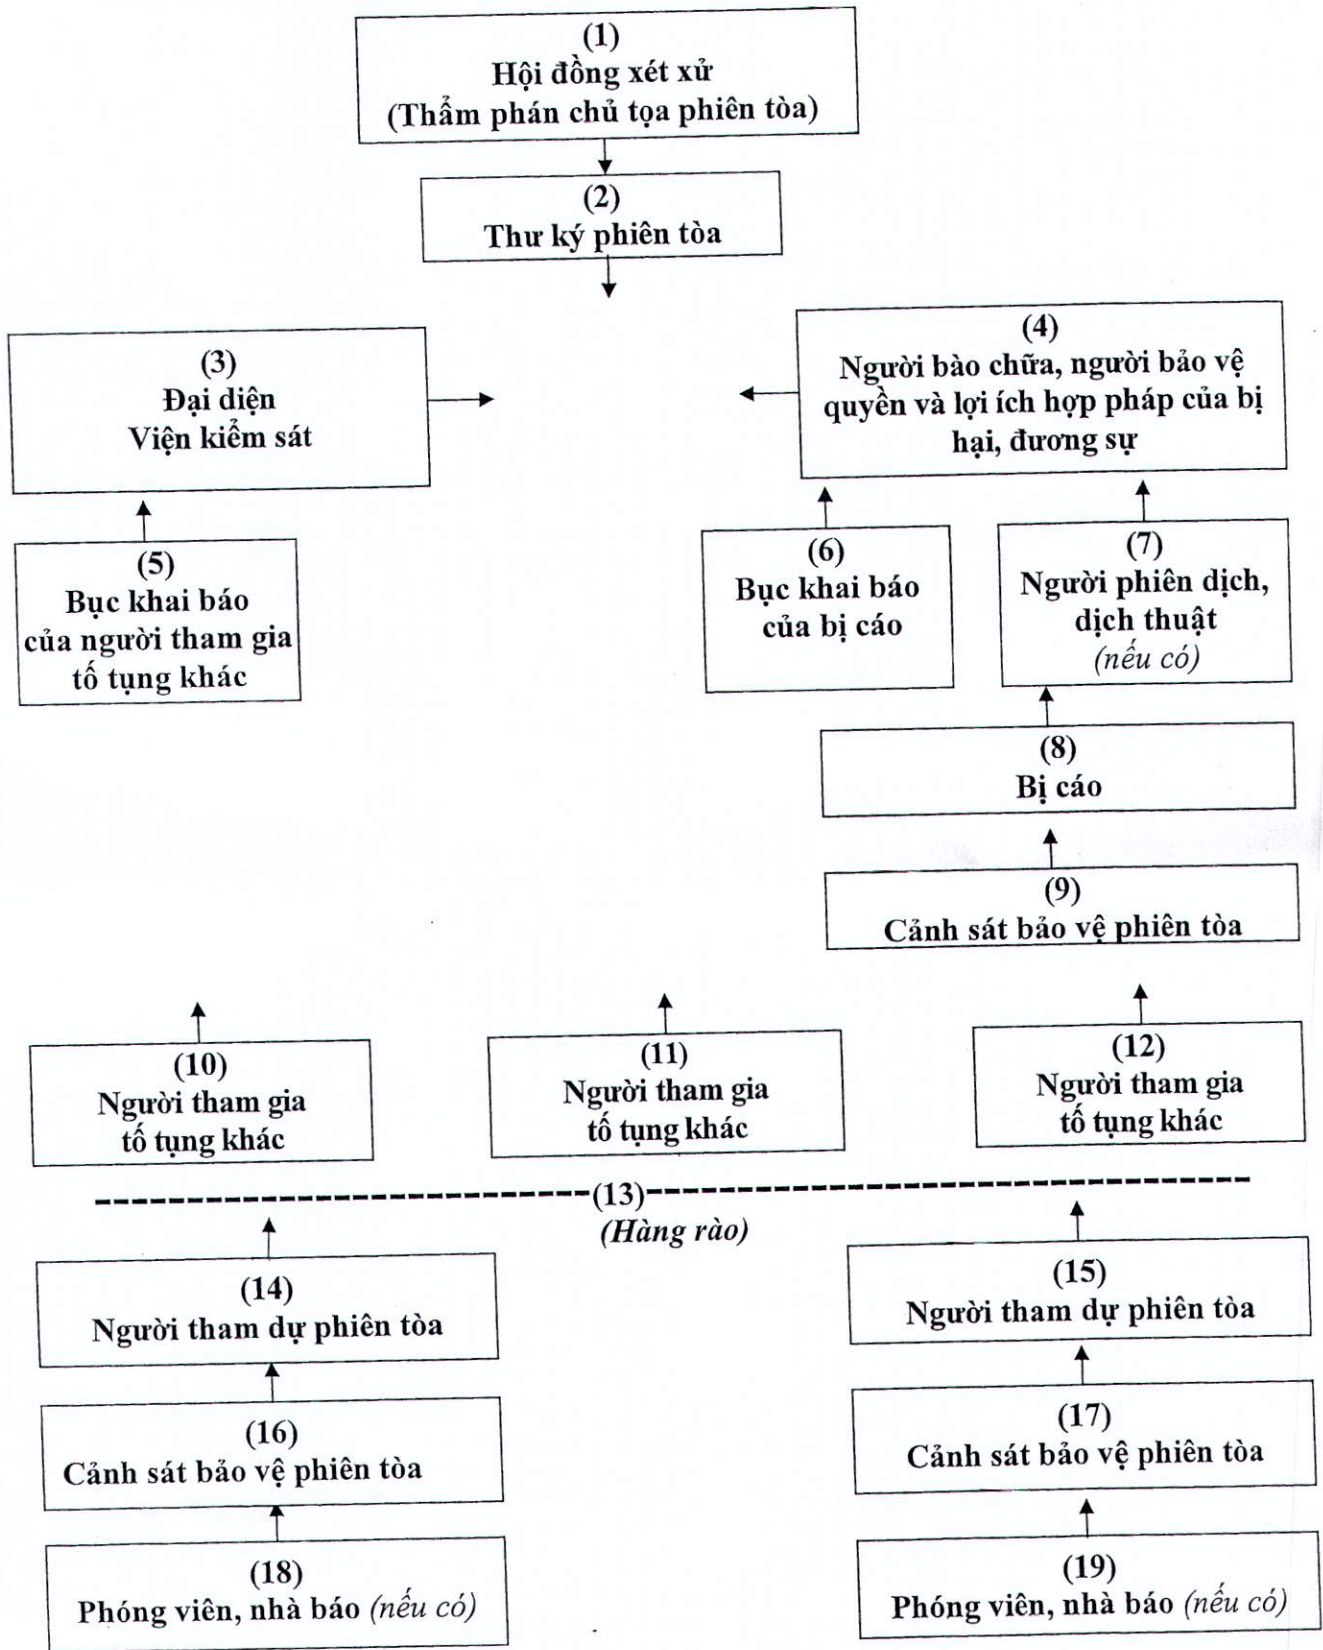 (1)
Hội đồng xét xử
(Thẩm phán chủ tọa phiên tòa)
(2)
Thư ký phiên tòa
(3)
Đại diện
Viện kiểm sát
(4)
Người bào chữa, người bảo vệ
quyền và lợi ích hợp pháp của bị
hại, đương sự
(5)
Bục khai báo
của người tham gia
tố tụng khác
(6)
Bục khai báo
của bị cáo
(7)
Người phiên dịch,
dịch thuật
(nếu có)
(8)
Bị cáo
(9)
Cảnh sát bảo vệ phiên tòa
(10)
Người tham gia
tố tụng khác
(11)
Người tham gia
tố tụng khác
(12)
Người tham gia
tố tụng khác
(13)
(Hàng rào)
(14)
Người tham dự phiên tòa
(15)
Người tham dự phiên tòa
(16)
Cảnh sát bảo vệ phiên tòa
(17)
Cảnh sát bảo vệ phiên tòa
(18)
Phóng viên, nhà báo (nếu có)
(19)
Phóng viên, nhà báo (nếu có)